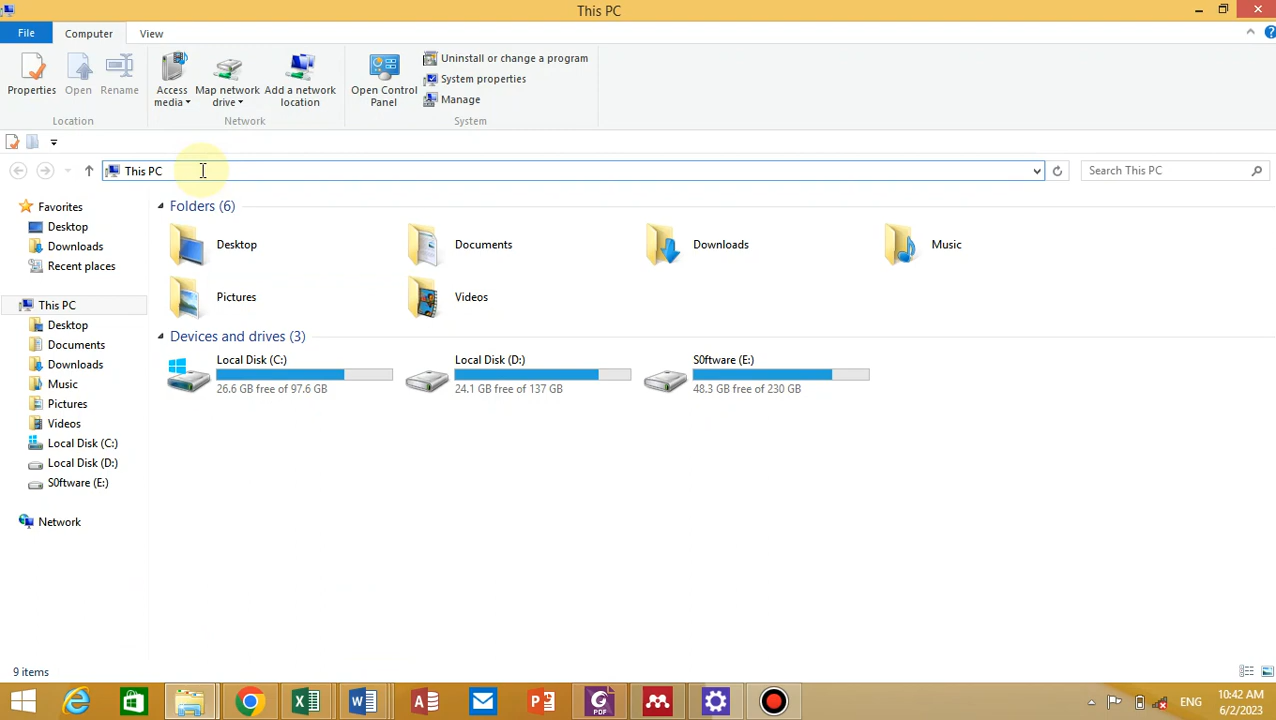 This PC
File
Computer
View
Properties
Open
Rename
Location
Access media
Map network drive
Add a network location
Network
Open Control Panel
Uninstall or change a program
System properties
Manage
System
This PC
Search This PC
Favorites
Desktop
Downloads
Recent places
This PC
Desktop
Documents
Downloads
Music
Pictures
Videos
Local Disk (C:)
Local Disk (D:)
S0ftware (E:)
Network
Folders (6)
Desktop
Documents
Downloads
Music
Pictures
Videos
Devices and drives (3)
Local Disk (C:)
26.6 GB free of 97.6 GB
Local Disk (D:)
24.1 GB free of 137 GB
S0ftware (E:)
48.3 GB free of 230 GB
9 items
PDF
ENG
10:42 AM
6/2/2023